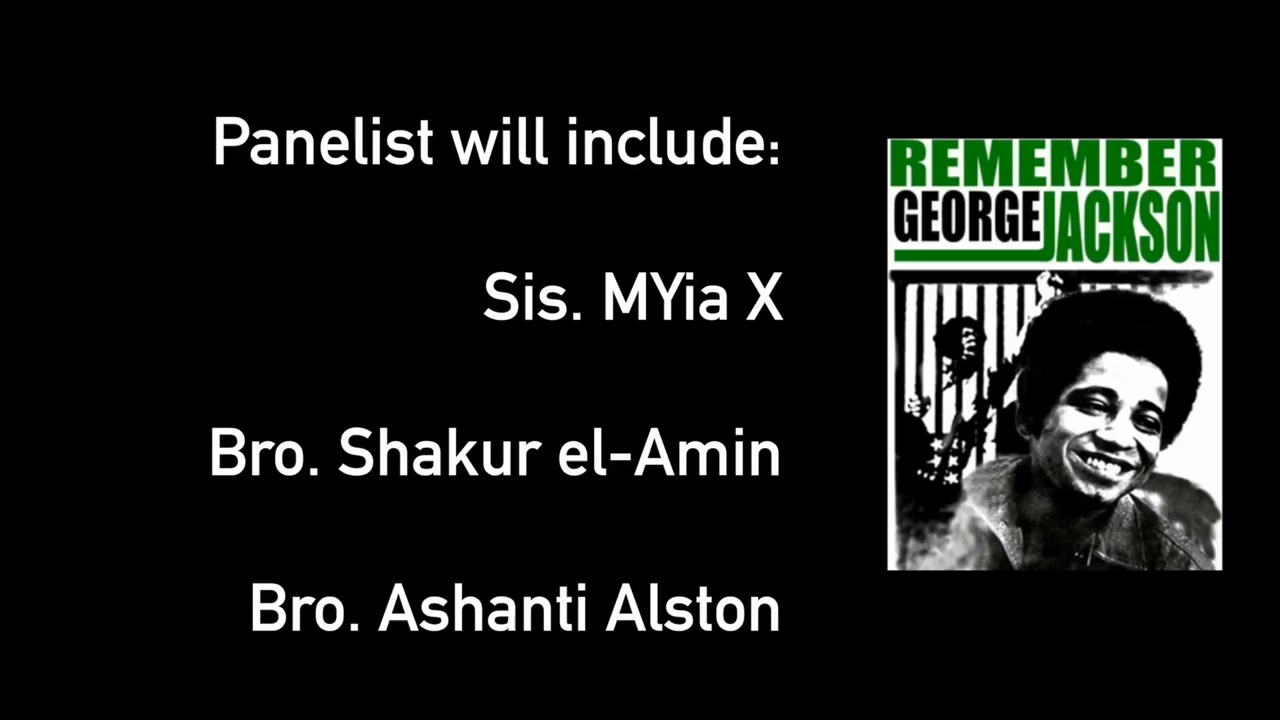 Panelist will include:
Sis. MYia X
Bro. Shakur el-Amin
Bro. Ashanti Alston
REMEMBER
GEORGE JACKSON